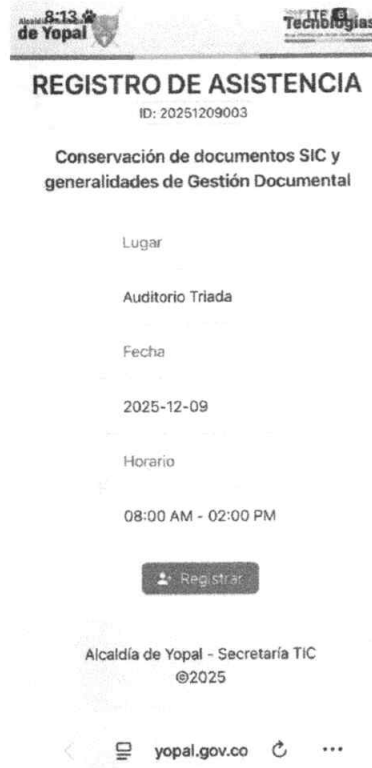 8:13
LTE
de Yopal
Tecnologías
REGISTRO DE ASISTENCIA
ID: 20251209003
Conservación de documentos SIC y
generalidades de Gestión Documental
Lugar
Auditorio Triada
Fecha
2025-12-09
Horario
08:00 AM - 02:00 PM
Registrar
Alcaldía de Yopal - Secretaría TIC
©2025
yopal.gov.co